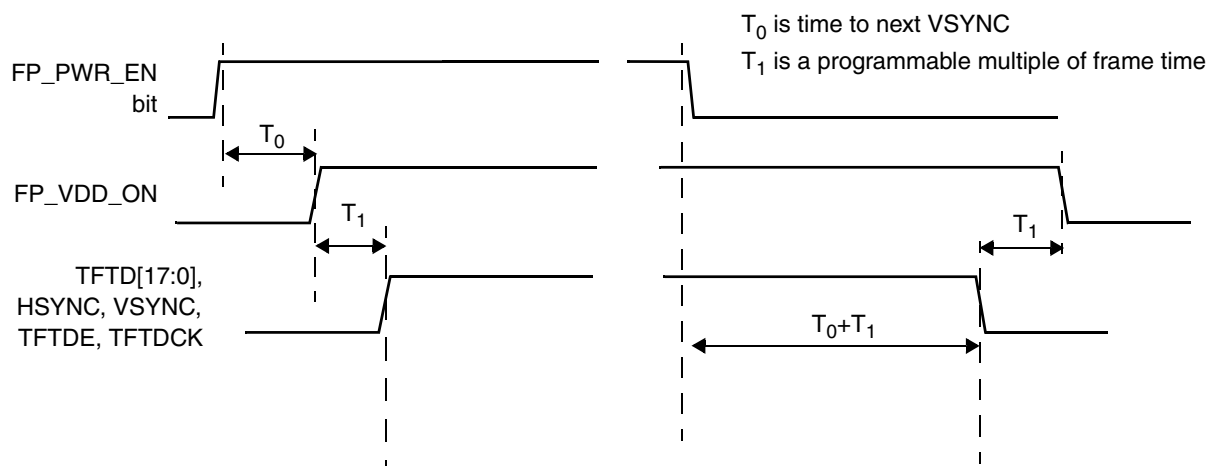 T0 is time to next VSYNC
T1 is a programmable multiple of frame time
FP_PWR_EN
bit
T0
FP_VDD_ON
T1
T1
TFTD[17:0],
HSYNC, VSYNC,
TFTDE, TFTDCK
T0+T1